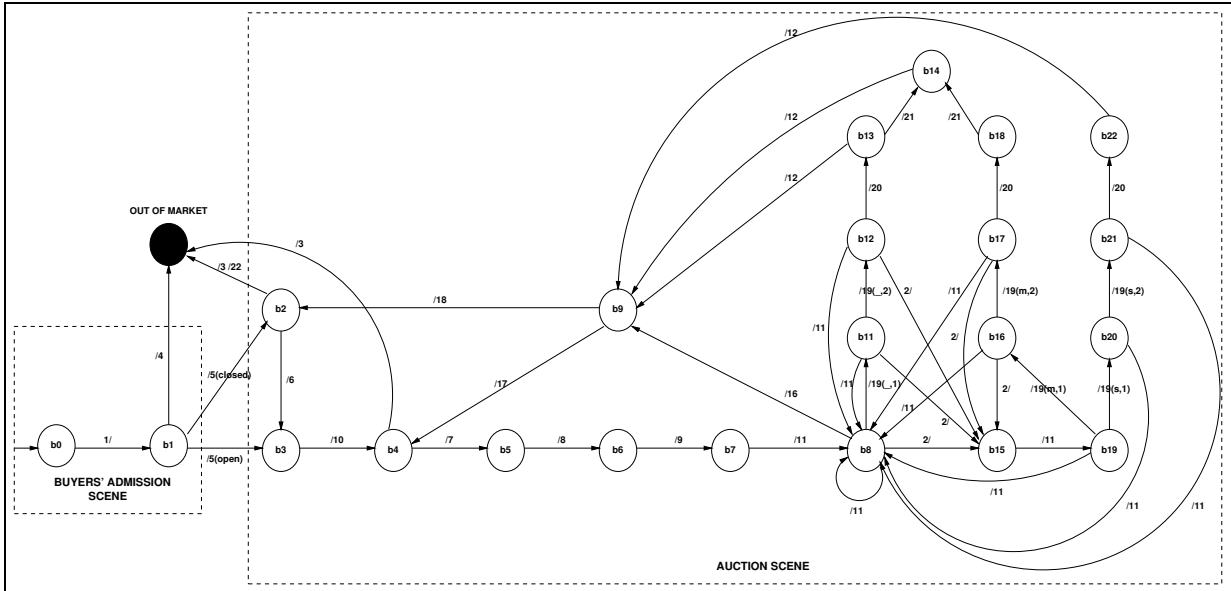 /12
b14
/12
/21
/21
b13
b18
b22
/12
/20
/20
/20
OUT OF MARKET
/3
b12
b17
b21
/3 /22
/19(_,2)
2/
/11
/19(m,2)
/19(s,2)
b2
/18
b9
/11
2/
b11
b16
b20
/4
/5(closed)
/6
/17
/16
/11
/19(_,1)
/11
2/
2/
/19(m,1)
/19(s,1)
b0
1/
b1
/5(open)
b3
/10
b4
/7
b5
/8
b6
/9
b7
/11
b8
2/
b15
/11
b19
BUYERS' ADMISSION
SCENE
/11
/11
/11
/11
AUCTION SCENE